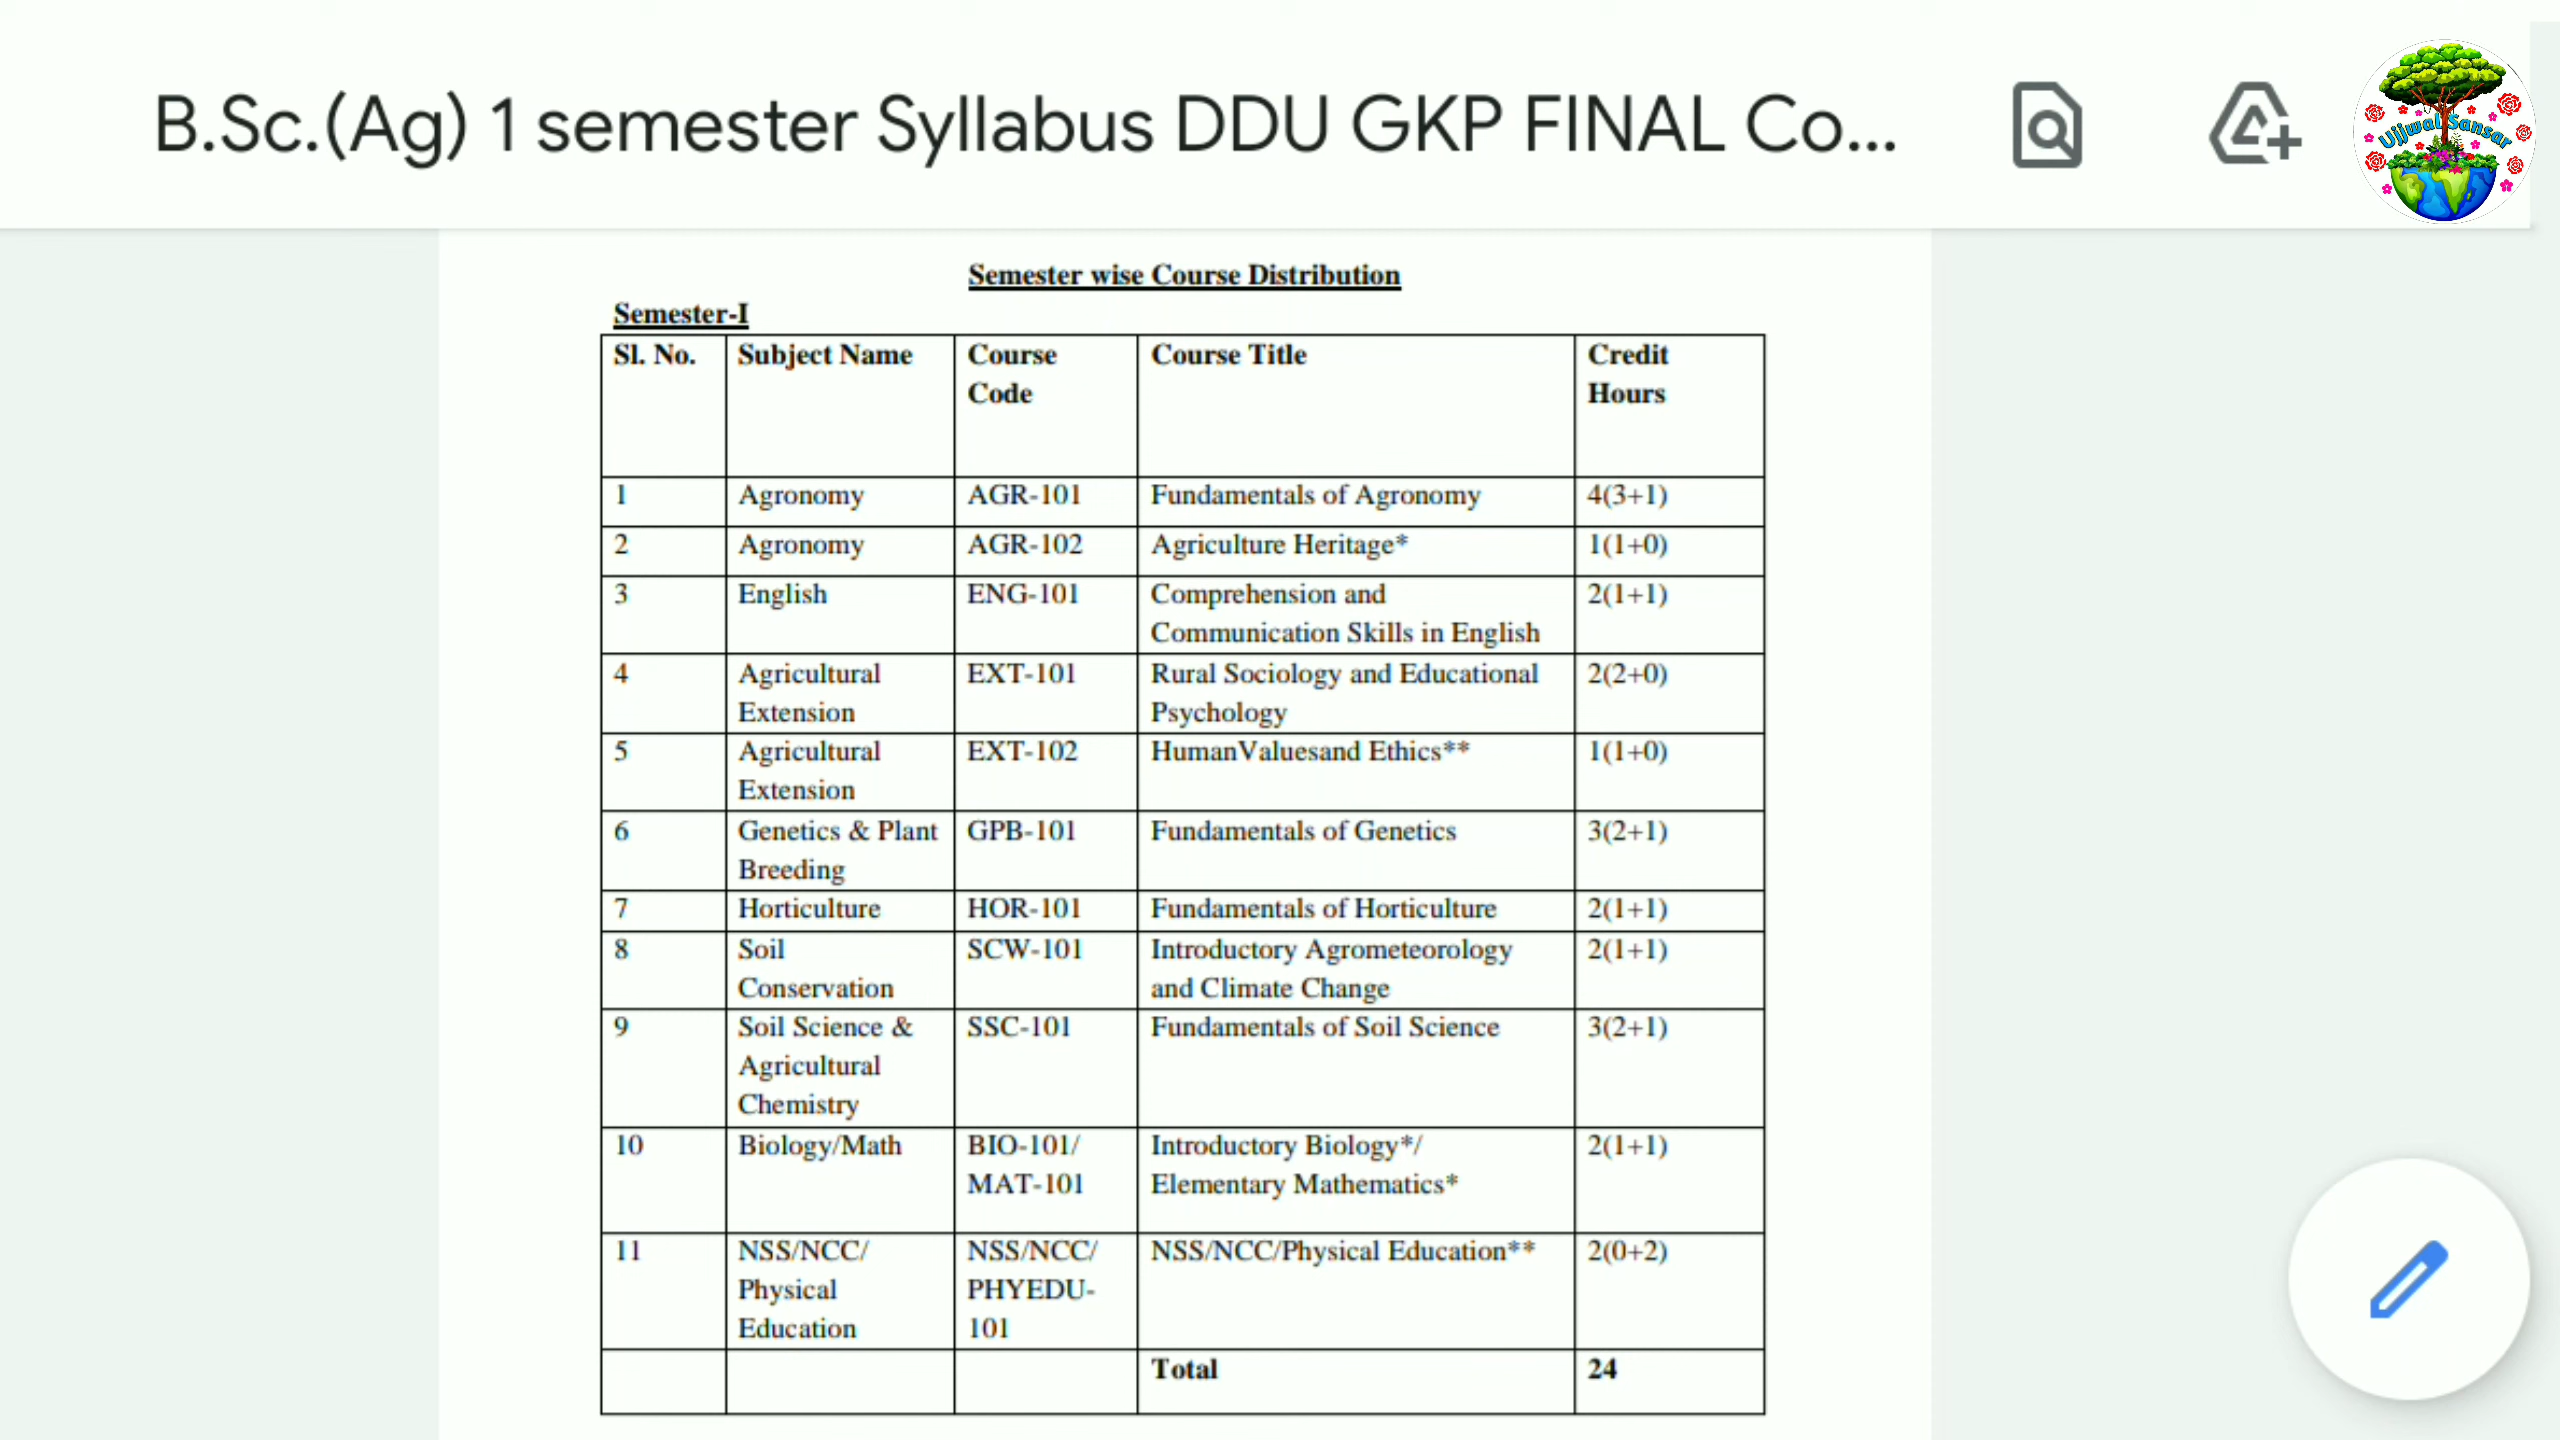 B.Sc.(Ag) 1 semester Syllabus DDU GKP FINAL Co...
Ujjwal Sansar
Semester wise Course Distribution
Semester-I
Sl. No. Subject Name Course Code Course Title Credit Hours
1 Agronomy AGR-101 Fundamentals of Agronomy 4(3+1)
2 Agronomy AGR-102 Agriculture Heritage* 1(1+0)
3 English ENG-101 Comprehension and Communication Skills in English 2(1+1)
4 Agricultural Extension EXT-101 Rural Sociology and Educational Psychology 2(2+0)
5 Agricultural Extension EXT-102 HumanValuesand Ethics** 1(1+0)
6 Genetics & Plant Breeding GPB-101 Fundamentals of Genetics 3(2+1)
7 Horticulture HOR-101 Fundamentals of Horticulture 2(1+1)
8 Soil Conservation SCW-101 Introductory Agrometeorology and Climate Change 2(1+1)
9 Soil Science & Agricultural Chemistry SSC-101 Fundamentals of Soil Science 3(2+1)
10 Biology/Math BIO-101/ MAT-101 Introductory Biology*/ Elementary Mathematics* 2(1+1)
11 NSS/NCC/ Physical Education NSS/NCC/ PHYEDU-101 NSS/NCC/Physical Education** 2(0+2)
Total 24